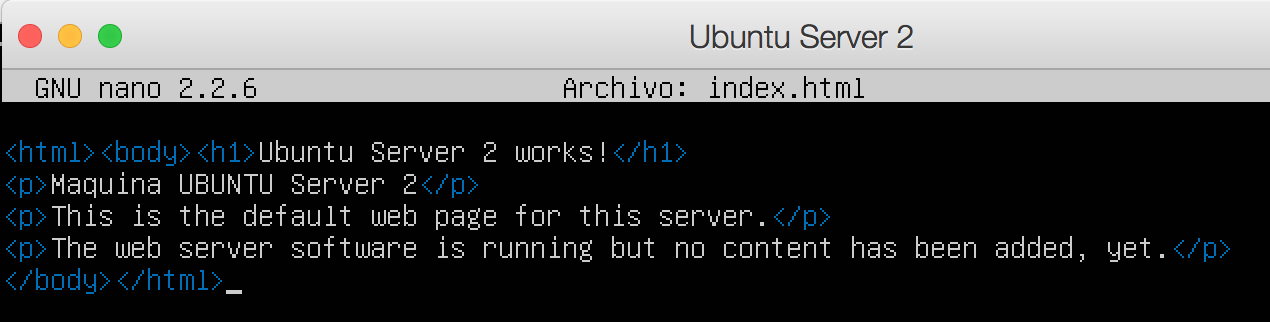 Ubuntu Server 2
GNU nano 2.2.6 Archivo: index.html
<html><body><h1>Ubuntu Server 2 works!</h1>
<p>Maquina UBUNTU Server 2</p>
<p>This is the default web page for this server.</p>
<p>The web server software is running but no content has been added, yet.</p>
</body></html>